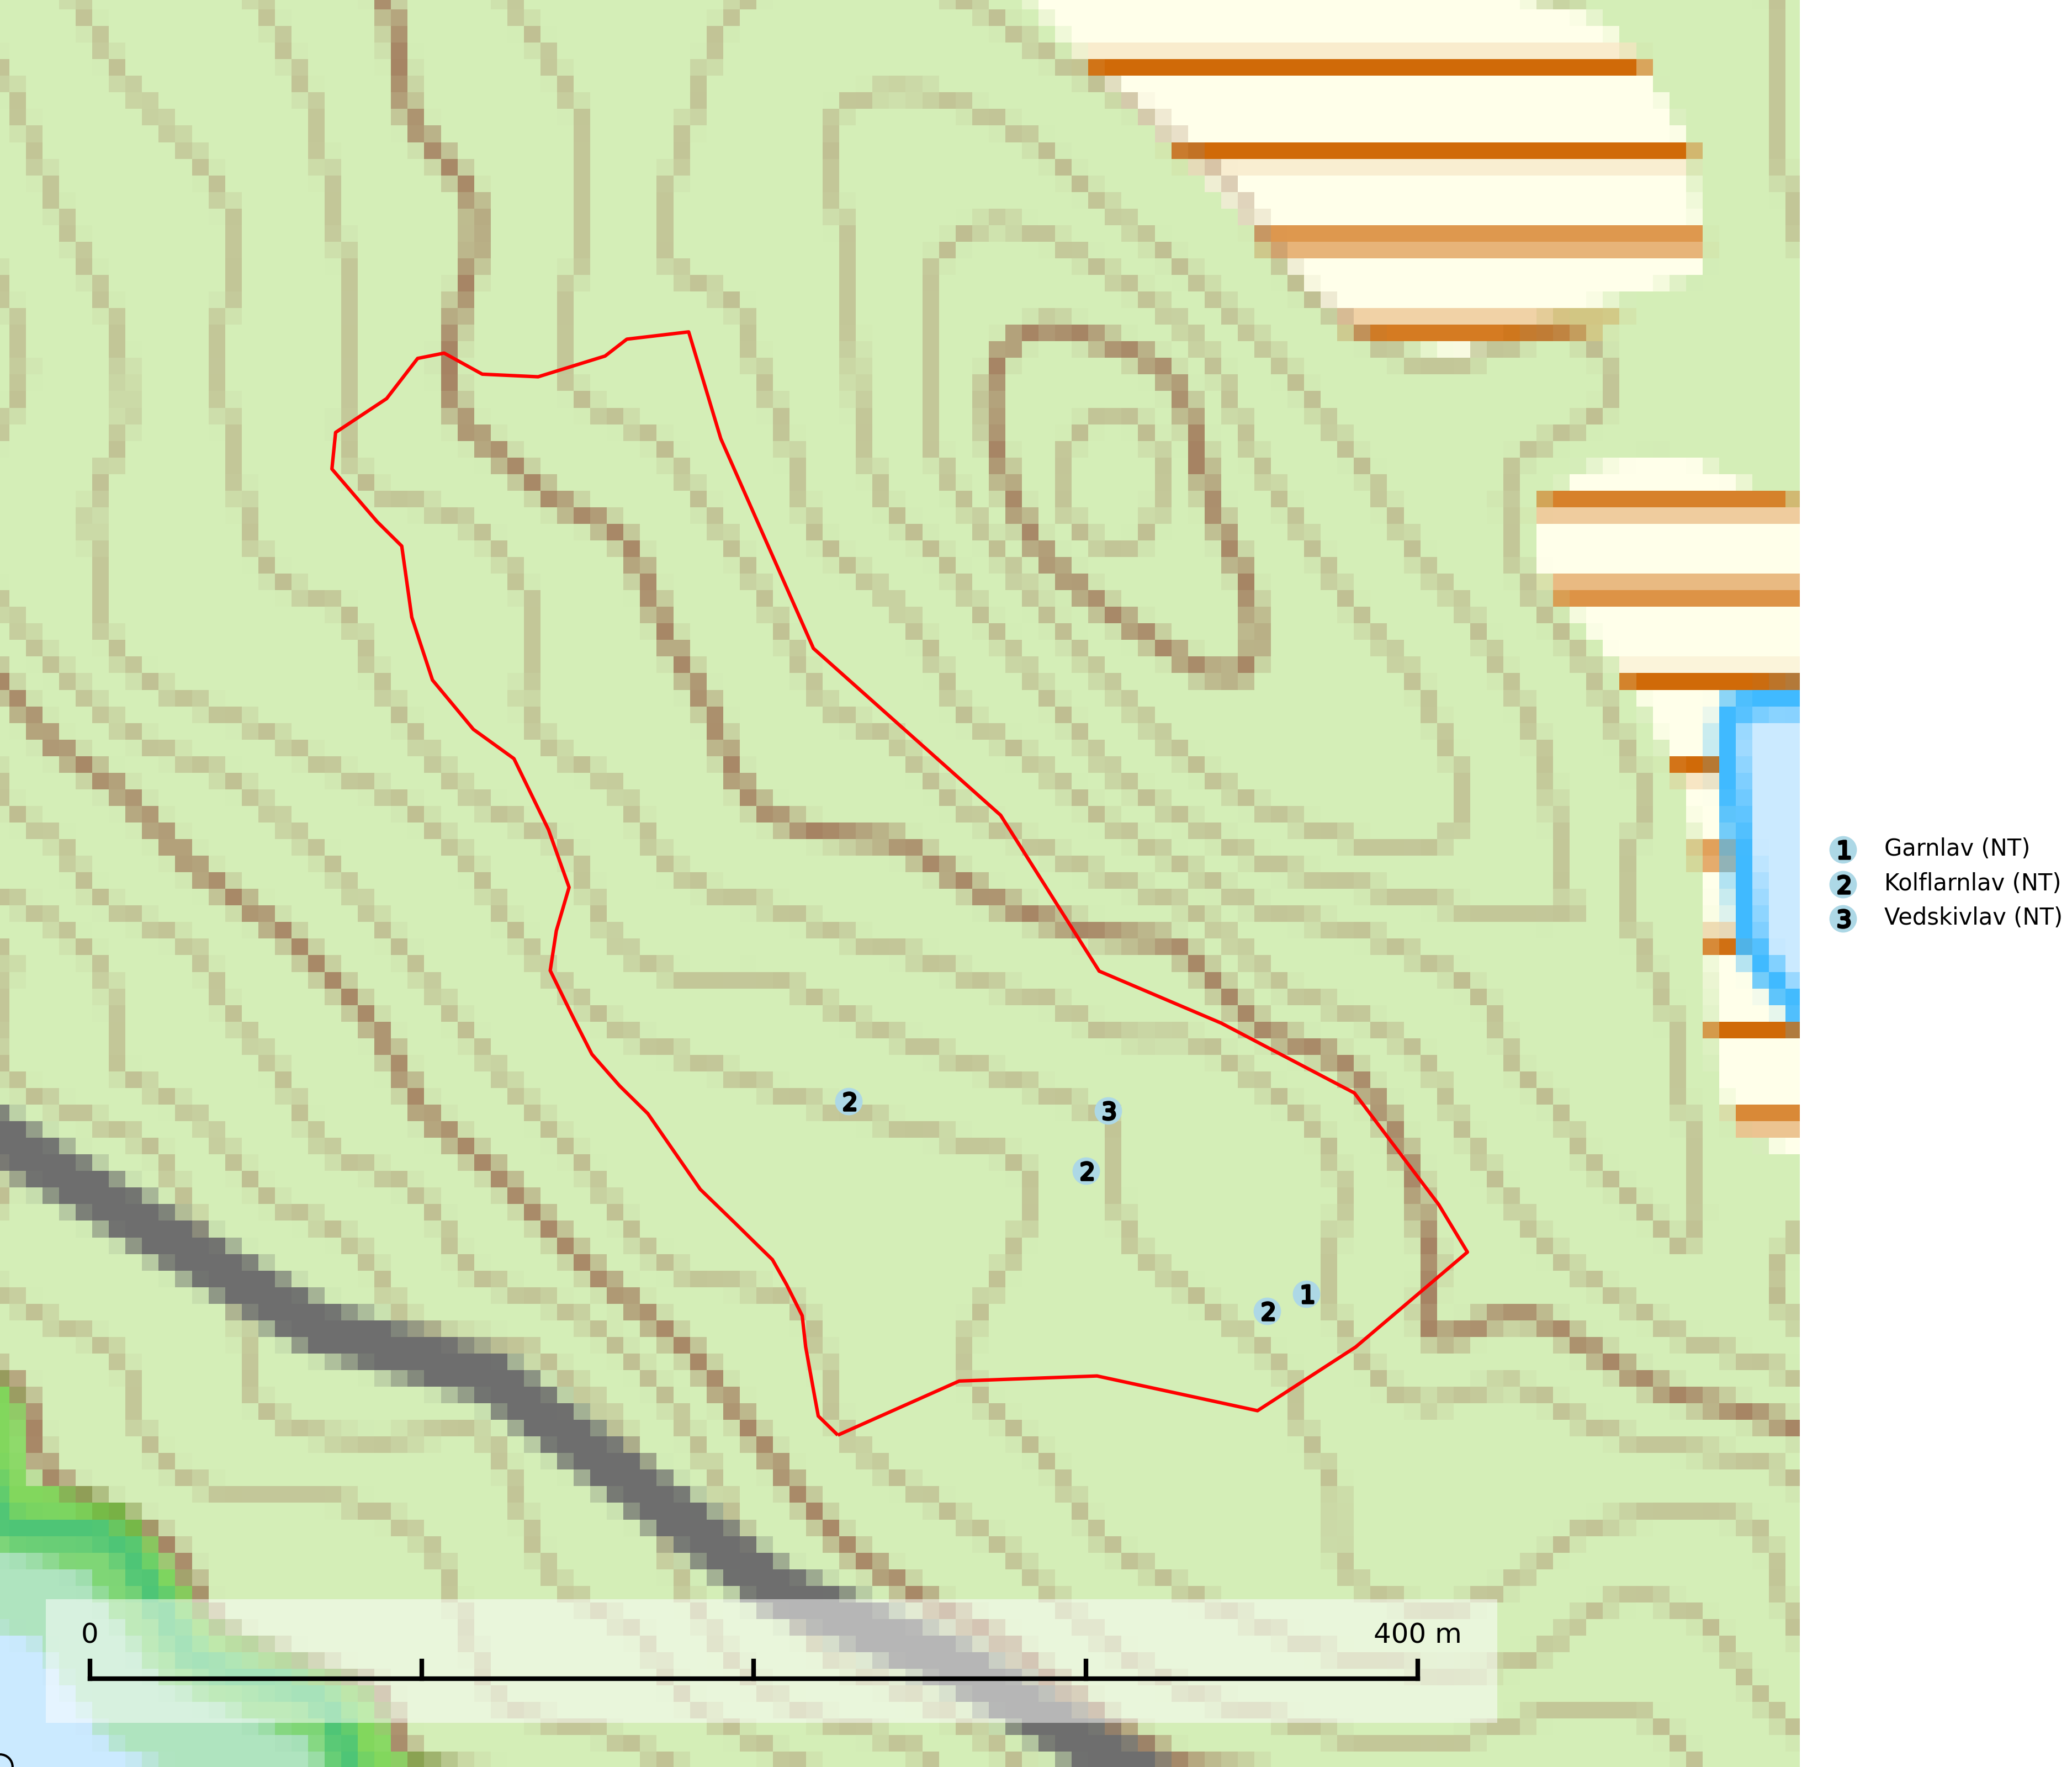 2
3
2
1
2
1 Garnlav (NT)
2 Kolflarnlav (NT)
3 Vedskivlav (NT)
0 400 m